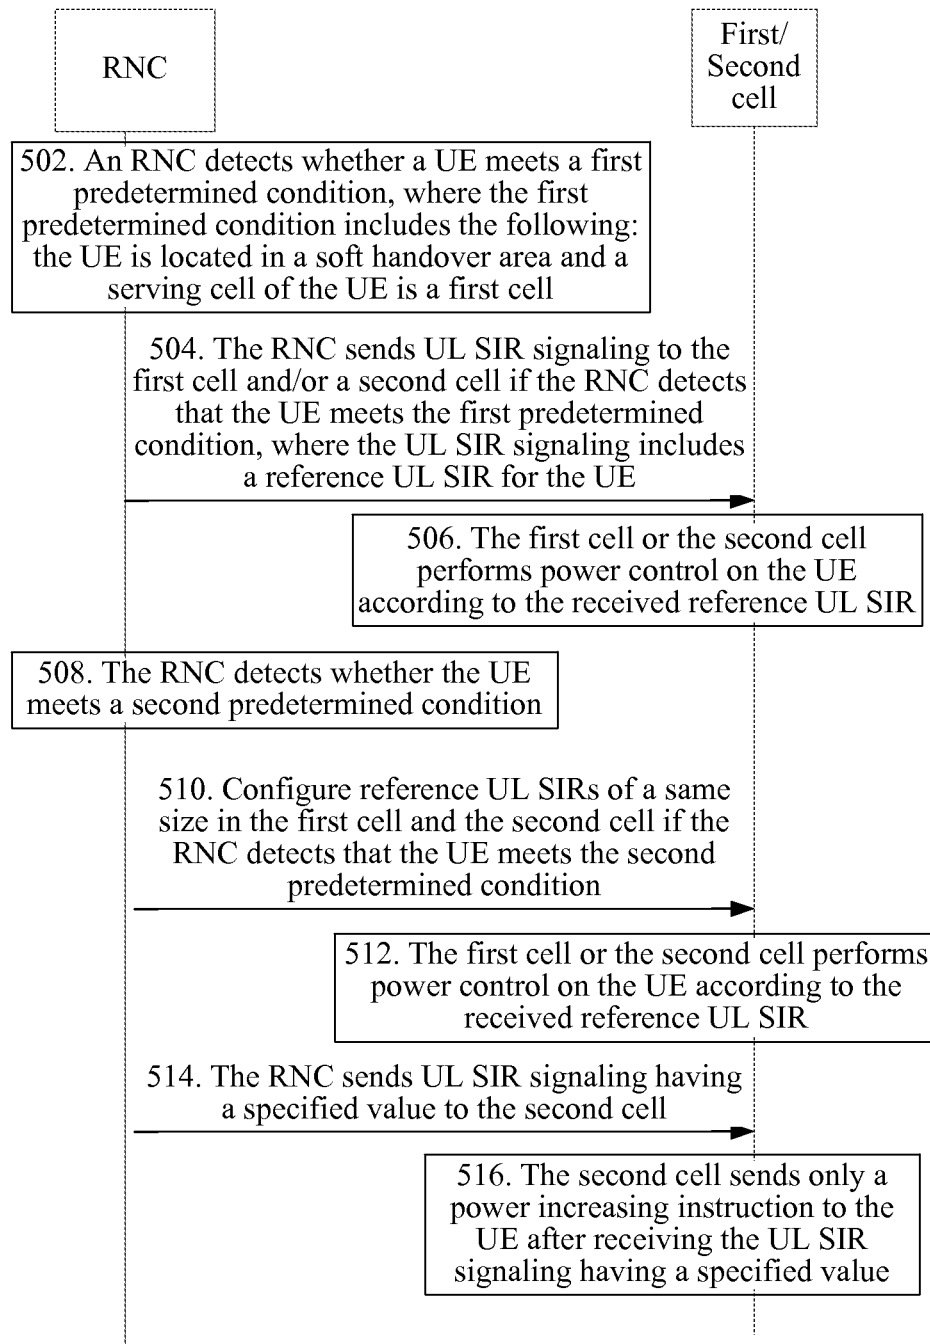 RNC
First/
Second
cell
502. An RNC detects whether a UE meets a first
predetermined condition, where the first
predetermined condition includes the following:
the UE is located in a soft handover area and a
serving cell of the UE is a first cell
504. The RNC sends UL SIR signaling to the
first cell and/or a second cell if the RNC detects
that the UE meets the first predetermined
condition, where the UL SIR signaling includes
a reference UL SIR for the UE
506. The first cell or the second cell
performs power control on the UE
according to the received reference UL SIR
508. The RNC detects whether the UE
meets a second predetermined condition
510. Configure reference UL SIRs of a same
size in the first cell and the second cell if the
RNC detects that the UE meets the second
predetermined condition
512. The first cell or the second cell performs
power control on the UE according to the
received reference UL SIR
514. The RNC sends UL SIR signaling having
a specified value to the second cell
516. The second cell sends only a
power increasing instruction to the
UE after receiving the UL SIR
signaling having a specified value